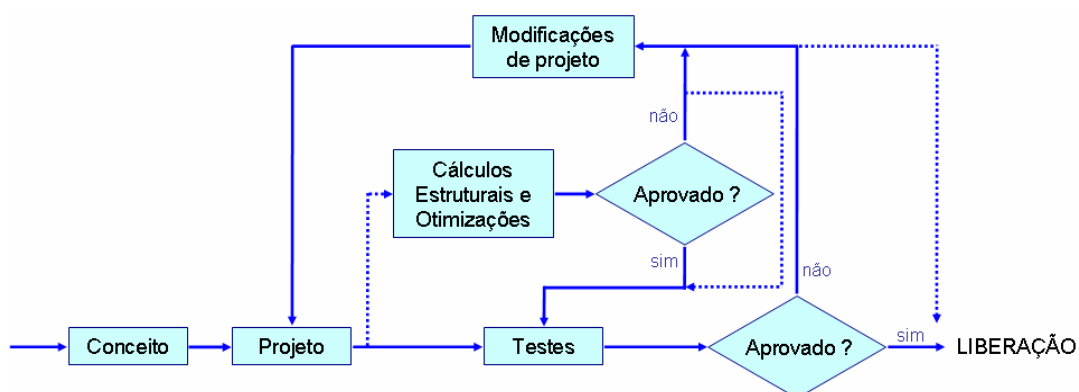 Modificações
de projeto
não
Cálculos
Estruturais e
Otimizações
Aprovado ?
sim
não
Conceito
Projeto
Testes
Aprovado ?
sim
LIBERAÇÃO